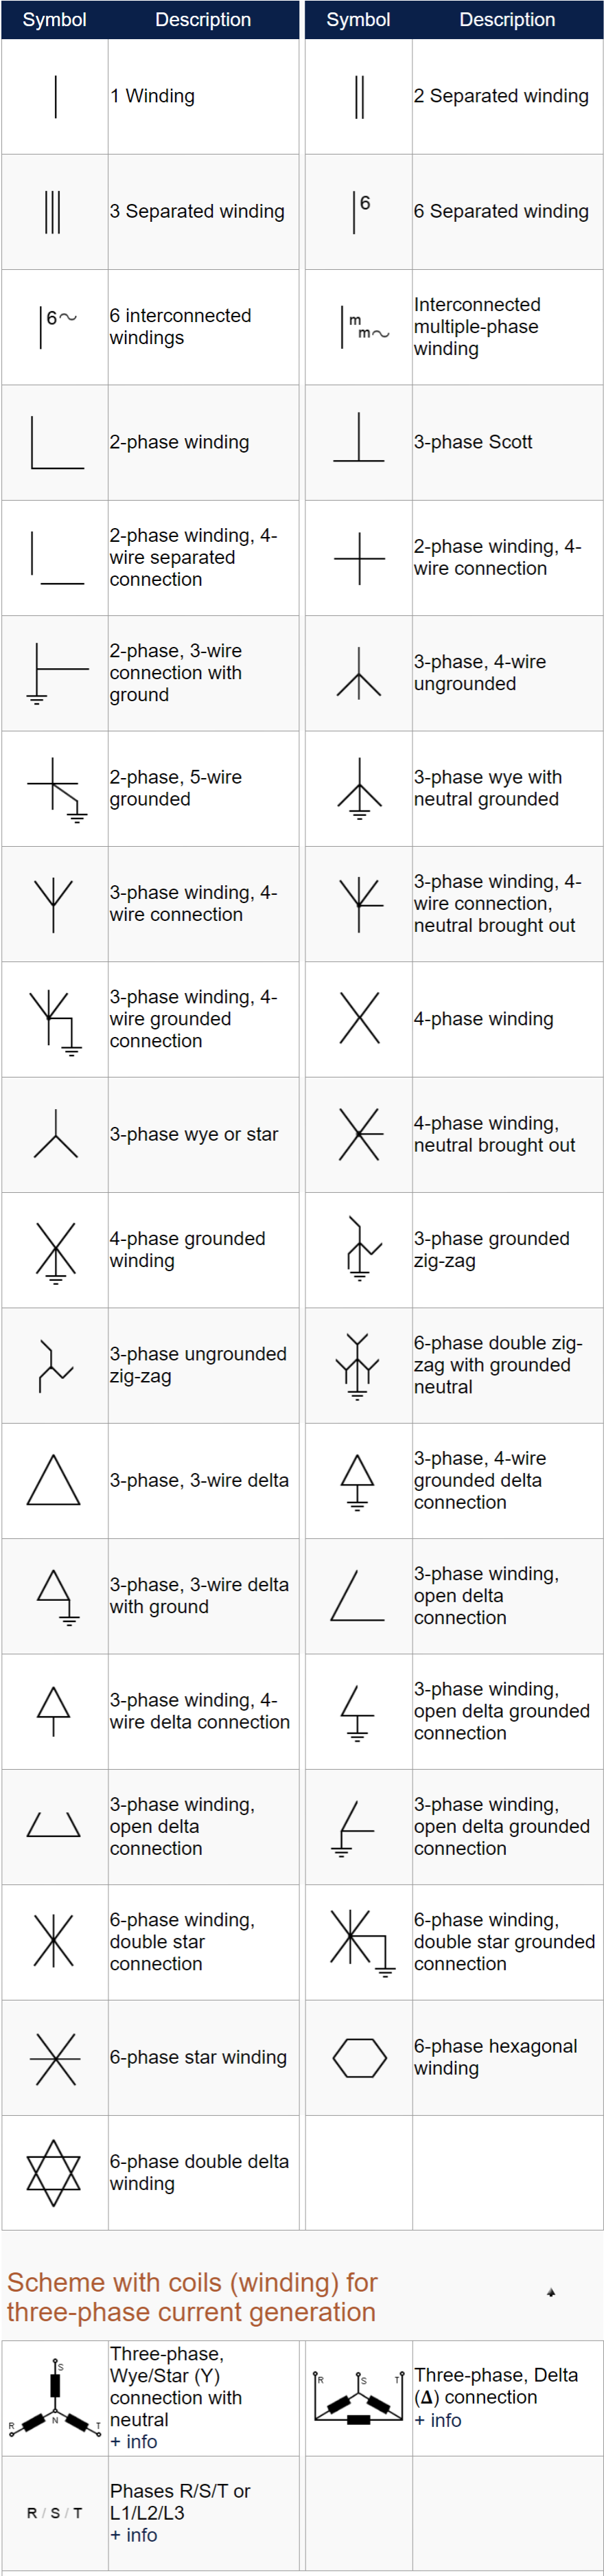 Symbol Description Symbol Description
1 Winding
2 Separated winding
3 Separated winding
6
6 Separated winding
6~
6 interconnected
windings
m
m~
Interconnected
multiple-phase
winding
2-phase winding
3-phase Scott
2-phase winding, 4-
wire separated
connection
2-phase winding, 4-
wire connection
2-phase, 3-wire
connection with
ground
3-phase, 4-wire
ungrounded
2-phase, 5-wire
grounded
3-phase wye with
neutral grounded
3-phase winding, 4-
wire connection
3-phase winding, 4-
wire connection,
neutral brought out
3-phase winding, 4-
wire grounded
connection
4-phase winding
3-phase wye or star
4-phase winding,
neutral brought out
4-phase grounded
winding
3-phase grounded
zig-zag
3-phase ungrounded
zig-zag
6-phase double zig-
zag with grounded
neutral
3-phase, 3-wire delta
3-phase, 4-wire
grounded delta
connection
3-phase, 3-wire delta
with ground
3-phase winding,
open delta
connection
3-phase winding, 4-
wire delta connection
3-phase winding,
open delta grounded
connection
3-phase winding,
open delta
connection
3-phase winding,
open delta grounded
connection
6-phase winding,
double star
connection
6-phase winding,
double star grounded
connection
6-phase star winding
6-phase hexagonal
winding
6-phase double delta
winding
Scheme with coils (winding) for
three-phase current generation
S
R N T
Three-phase,
Wye/Star (Y)
connection with
neutral
+ info
R S T
Three-phase, Delta
(Δ) connection
+ info
R / S / T
Phases R/S/T or
L1/L2/L3
+ info